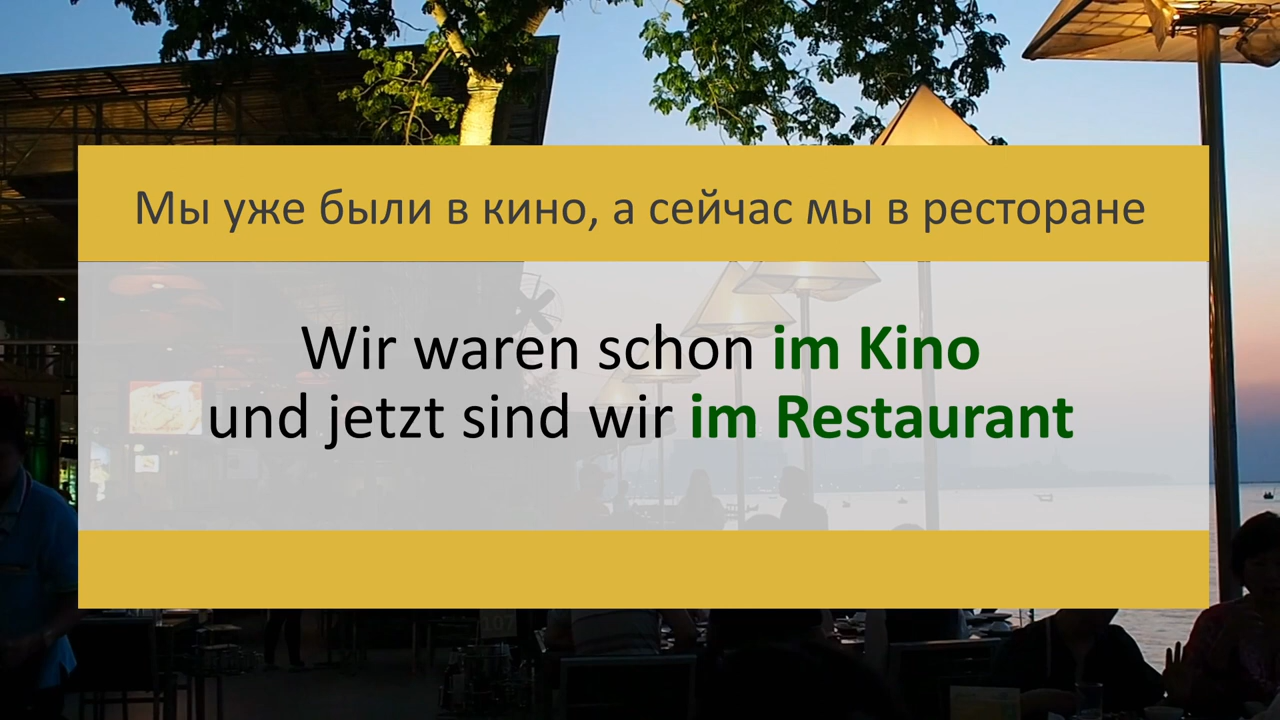 Мы уже были в кино, а сейчас мы в ресторане
Wir waren schon im Kino
und jetzt sind wir im Restaurant